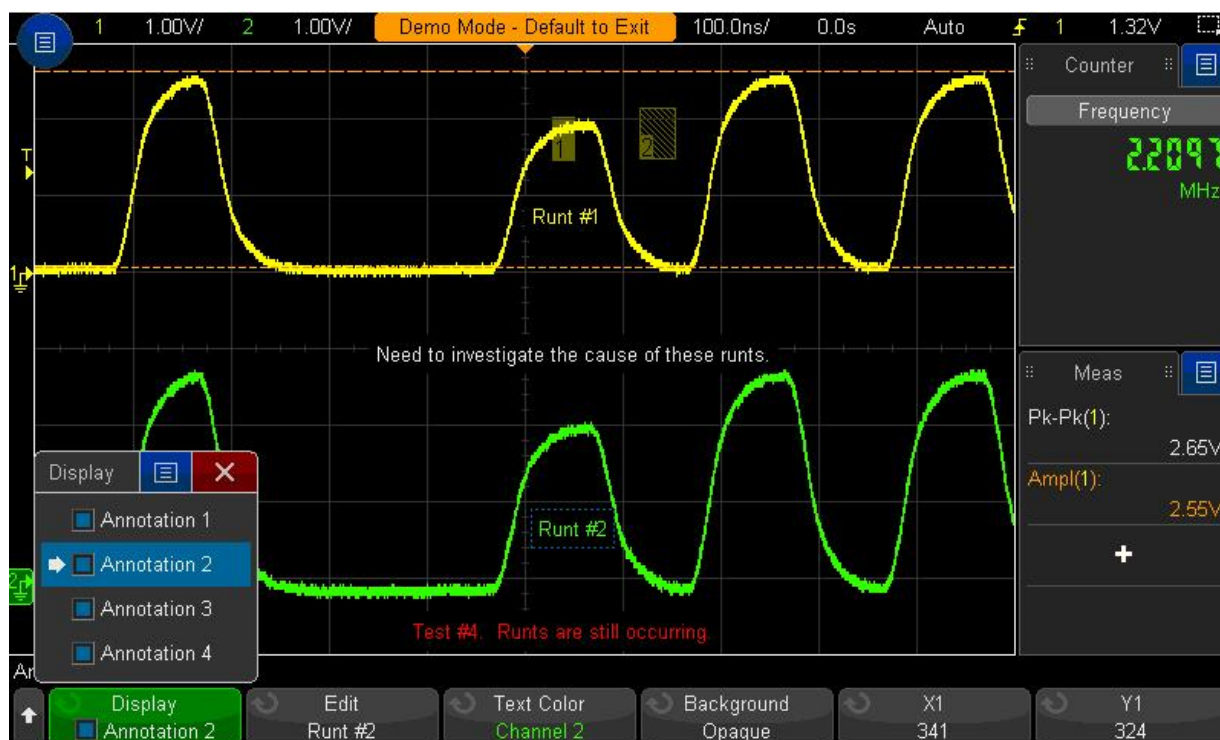 1 1.00V/ 2 1.00V/ Demo Mode - Default to Exit 100.0ns/ 0.0s Auto 1 1.32V
Counter
Frequency
2.2097
MHz
T
1
2
Runt #1
1
Need to investigate the cause of these runts.
Meas
Pk-Pk(1):
2.65V
Ampl(1):
2.55V
+
Display
Annotation 1
Annotation 2
Annotation 3
Annotation 4
Runt #2
2
Test #4. Runts are still occurring.
Display
Annotation 2
Edit
Runt #2
Text Color
Channel 2
Background
Opaque
X1
341
Y1
324